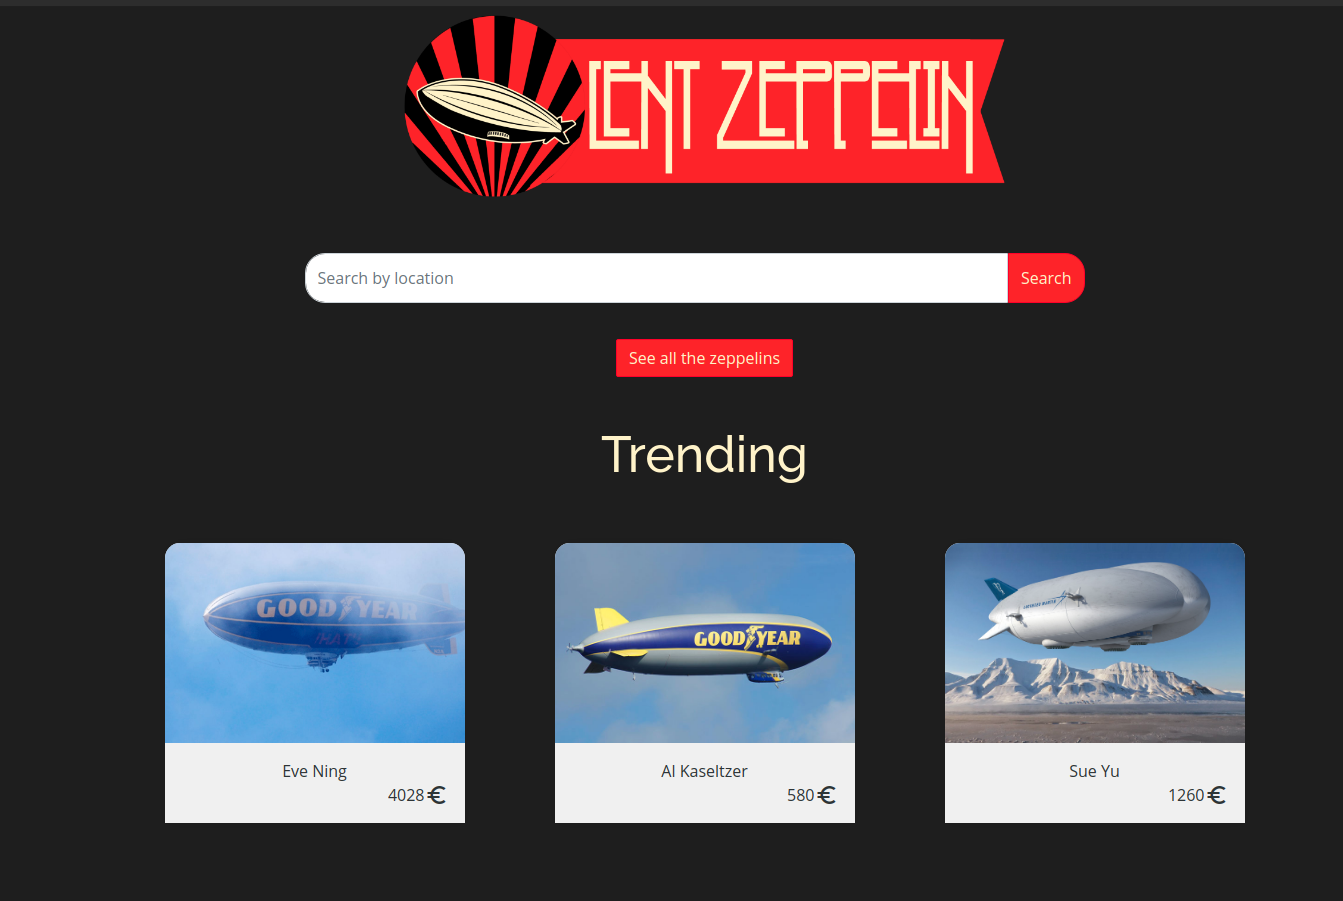 LENT ZEPPELIN
Search by location
Search
See all the zeppelins
Trending
GOODYEAR
GOODYEAR
Eve Ning
4028 €
Al Kaseltzer
580 €
Sue Yu
1260 €